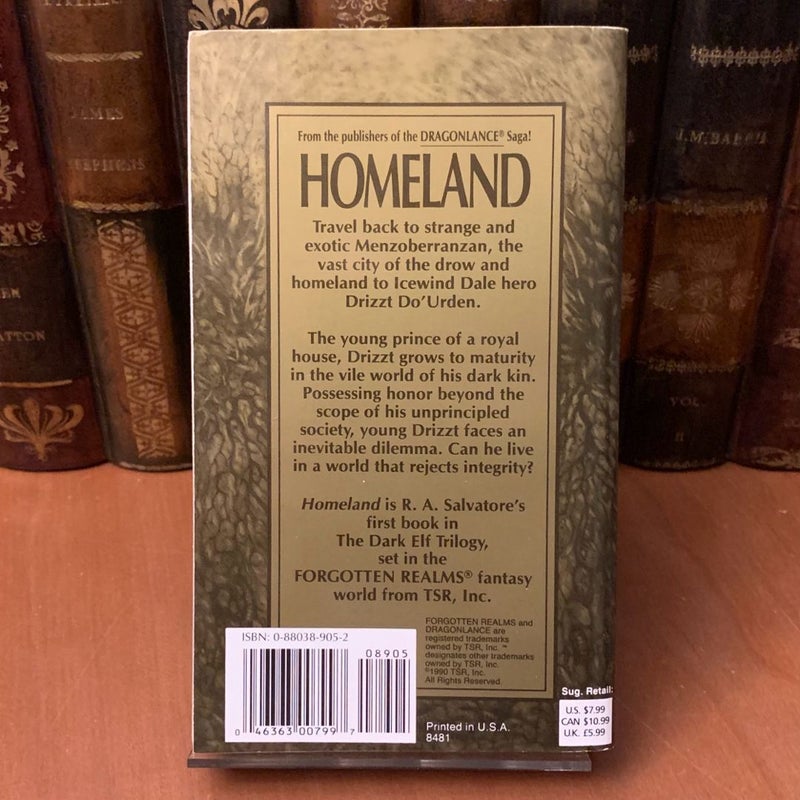 From the publishers of the DRAGONLANCE® Saga!
HOMELAND
Travel back to strange and
exotic Menzoberranzan, the
vast city of the drow and
homeland to Icewind Dale hero
Drizzt Do'Urden.
The young prince of a royal
house, Drizzt grows to maturity
in the vile world of his dark kin.
Possessing honor beyond the
scope of his unprincipled
society, young Drizzt faces an
inevitable dilemma. Can he live
in a world that rejects integrity?
Homeland is R. A. Salvatore's
first book in
The Dark Elf Trilogy,
set in the
FORGOTTEN REALMS® fantasy
world from TSR, Inc.
FORGOTTEN REALMS and
DRAGONLANCE are
registered trademarks
owned by TSR, Inc. ™
designates other trademarks
owned by TSR, Inc.
©1990 TSR, Inc.
All Rights Reserved
ISBN: 0-88038-905-2
08905
0 46363 00799 7
Printed in U.S.A.
8481
Sug. Retail:
U.S. $7.99
CAN $10.99
U.K. £5.99
JAMES
STEPHENS
J.M. BARRIE
VOL
II